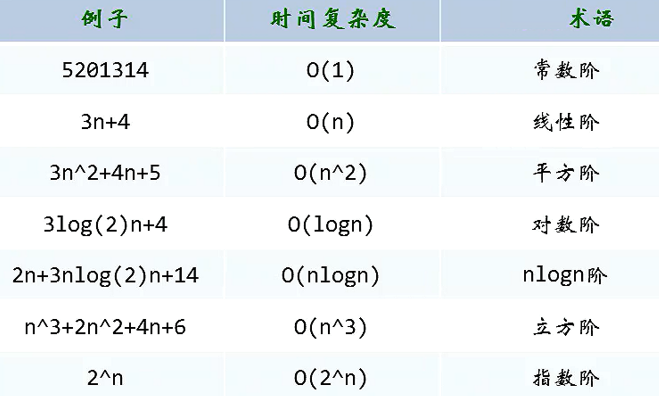 例子 时间复杂度 术语
5201314 O(1) 常数阶
3n+4 O(n) 线性阶
3n^2+4n+5 O(n^2) 平方阶
3log(2)n+4 O(logn) 对数阶
2n+3nlog(2)n+14 O(nlogn) nlogn阶
n^3+2n^2+4n+6 O(n^3) 立方阶
2^n O(2^n) 指数阶